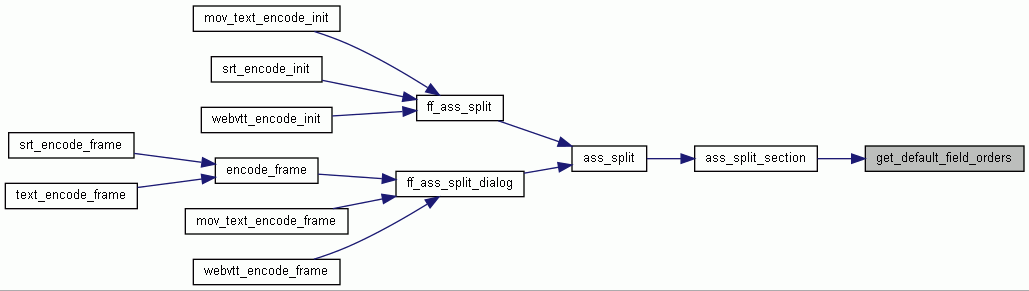 mov_text_encode_init
srt_encode_init
ff_ass_split
webvtt_encode_init
srt_encode_frame
ass_split
ass_split_section
get_default_field_orders
encode_frame
ff_ass_split_dialog
text_encode_frame
mov_text_encode_frame
webvtt_encode_frame